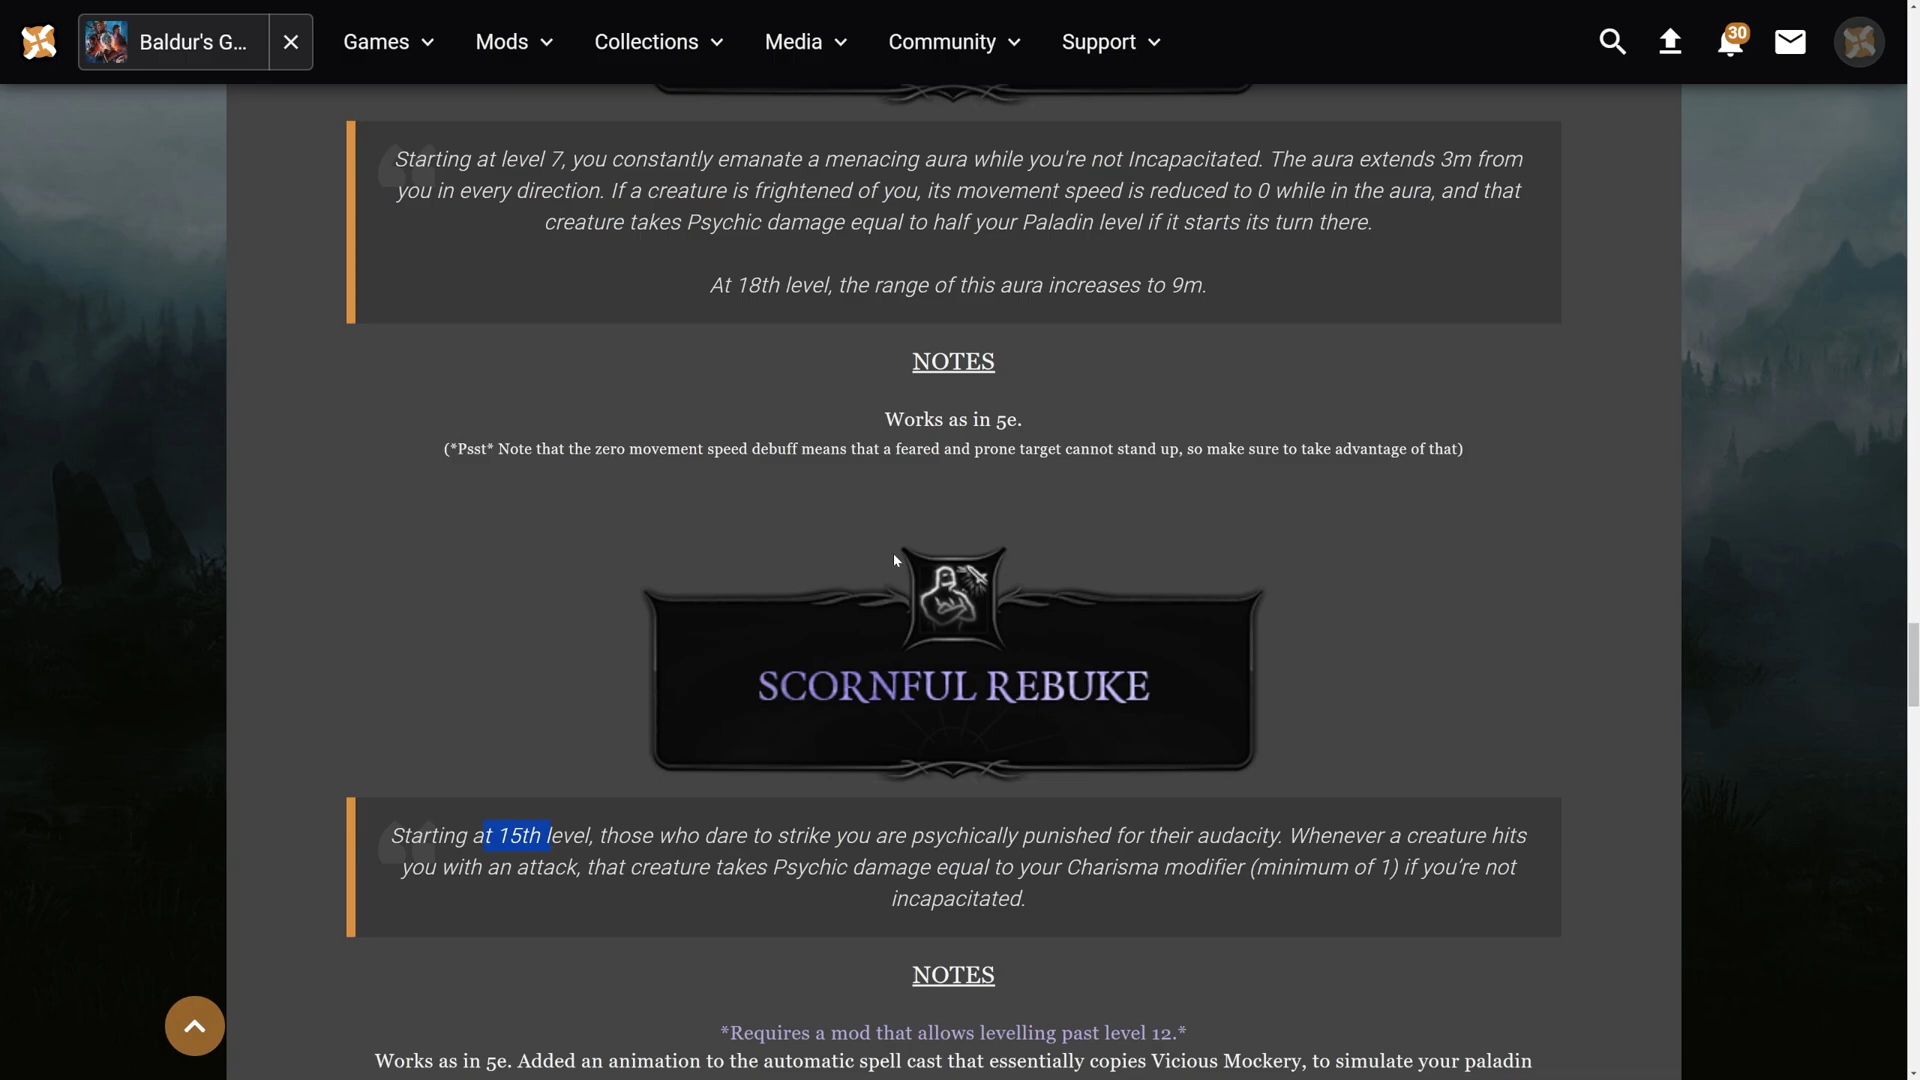 Baldur's G...
Games
Mods
Collections
Media
Community
Support
30
Starting at level 7, you constantly emanate a menacing aura while you're not Incapacitated. The aura extends 3m from
you in every direction. If a creature is frightened of you, its movement speed is reduced to 0 while in the aura, and that
creature takes Psychic damage equal to half your Paladin level if it starts its turn there.
At 18th level, the range of this aura increases to 9m.
NOTES
Works as in 5e.
(*Psst* Note that the zero movement speed debuff means that a feared and prone target cannot stand up, so make sure to take advantage of that)
SCORNFUL REBUKE
Starting at 15th level, those who dare to strike you are psychically punished for their audacity. Whenever a creature hits
you with an attack, that creature takes Psychic damage equal to your Charisma modifier (minimum of 1) if you’re not
incapacitated.
NOTES
*Requires a mod that allows levelling past level 12.*
Works as in 5e. Added an animation to the automatic spell cast that essentially copies Vicious Mockery, to simulate your paladin